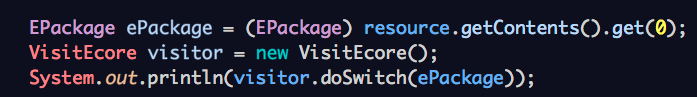 EPackage ePackage = (EPackage) resource.getContents().get(0);
VisitEcore visitor = new VisitEcore();
System.out.println(visitor.doSwitch(ePackage));